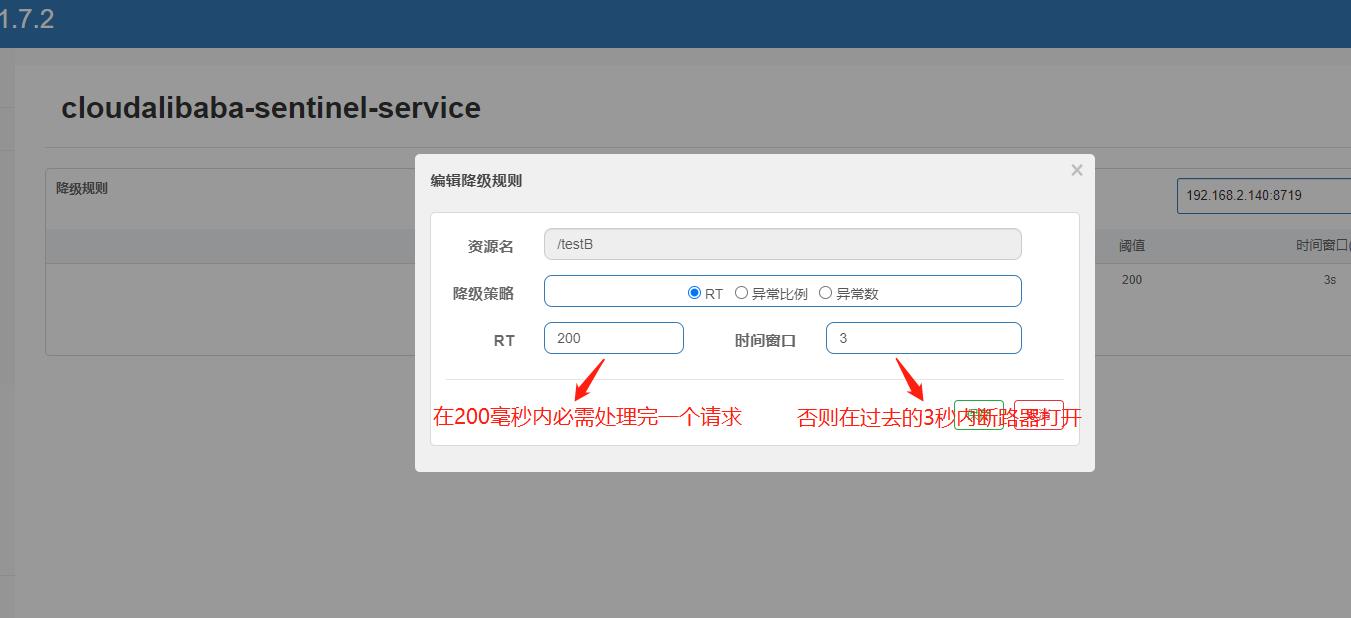 1.7.2
cloudalibaba-sentinel-service
降级规则
192.168.2.140:8719
阈值
时间窗口(
200
3s
编辑降级规则
×
资源名
/testB
降级策略
RT 异常比例 异常数
RT
200
时间窗口
3
在200毫秒内必需处理完一个请求
否则在过去的3秒内断路器打开